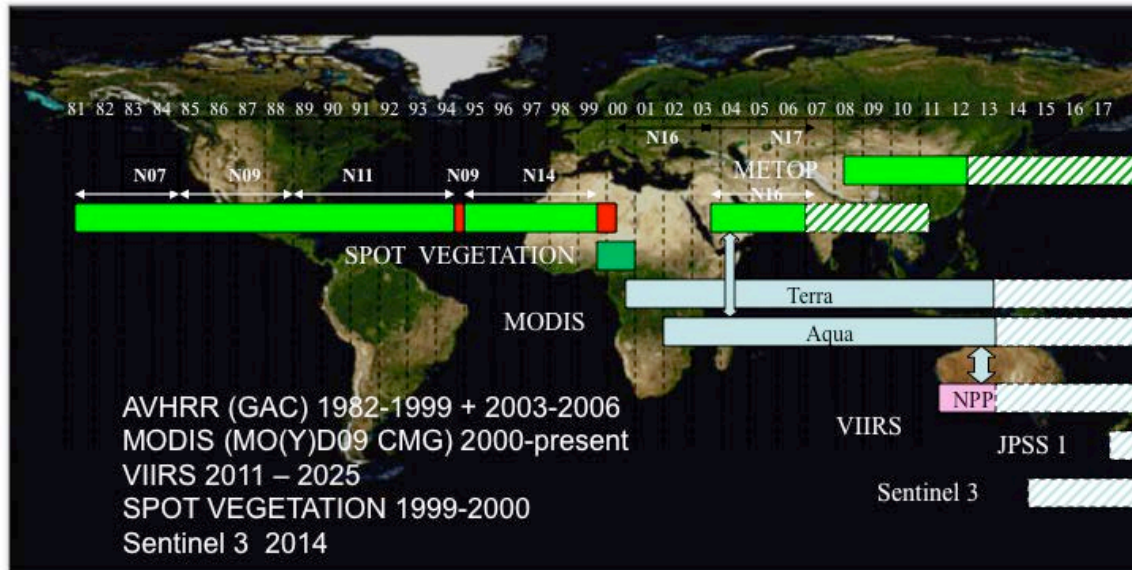 81 82 83 84 85 86 87 88 89 90 91 92 93 94 95 96 97 98 99 00 01 02 03 04 05 06 07 08 09 10 11 12 13 14 15 16 17
N16 N17
N07 N09 N11 N09 N14 METOP
N16
SPOT VEGETATION
Terra
MODIS
Aqua
NPP
AVHRR (GAC) 1982-1999 + 2003-2006
VIIRS
MODIS (MO(Y)D09 CMG) 2000-present
JPSS 1
VIIRS 2011 – 2025
Sentinel 3
SPOT VEGETATION 1999-2000
Sentinel 3 2014